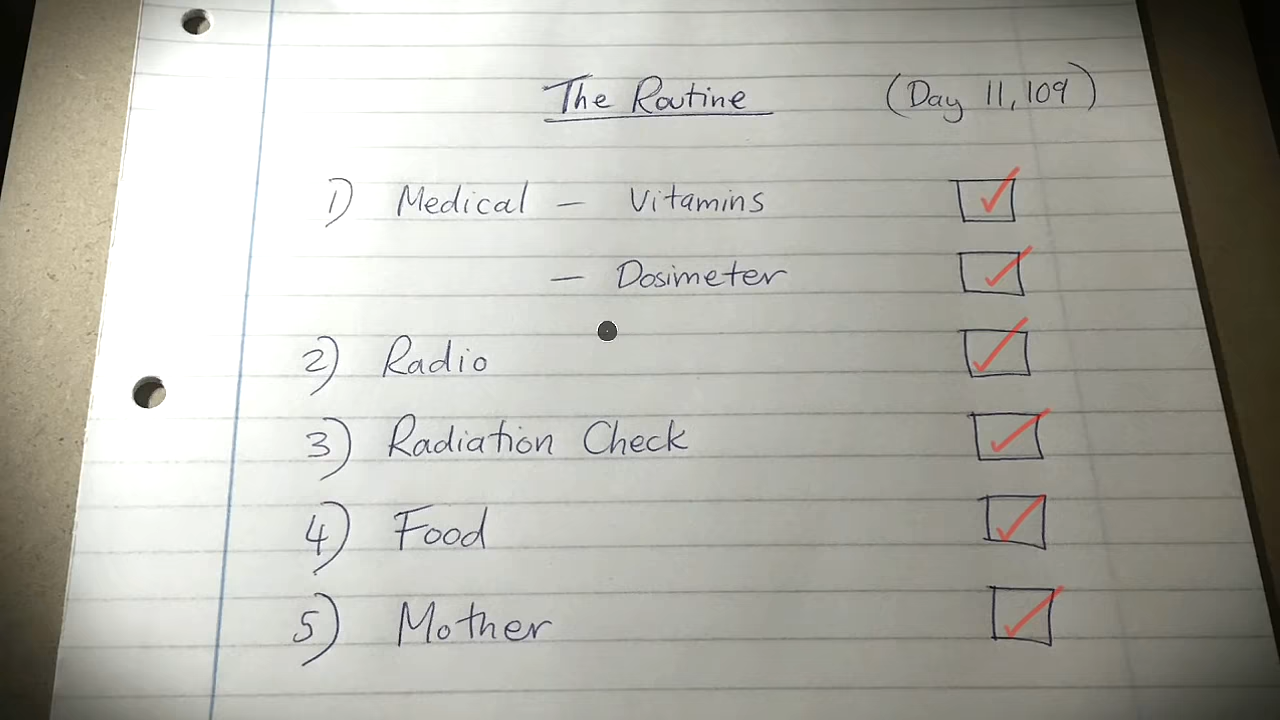 The Routine (Day 11,109)
1) Medical – Vitamins
– Dosimeter
2) Radio
3) Radiation Check
4) Food
5) Mother